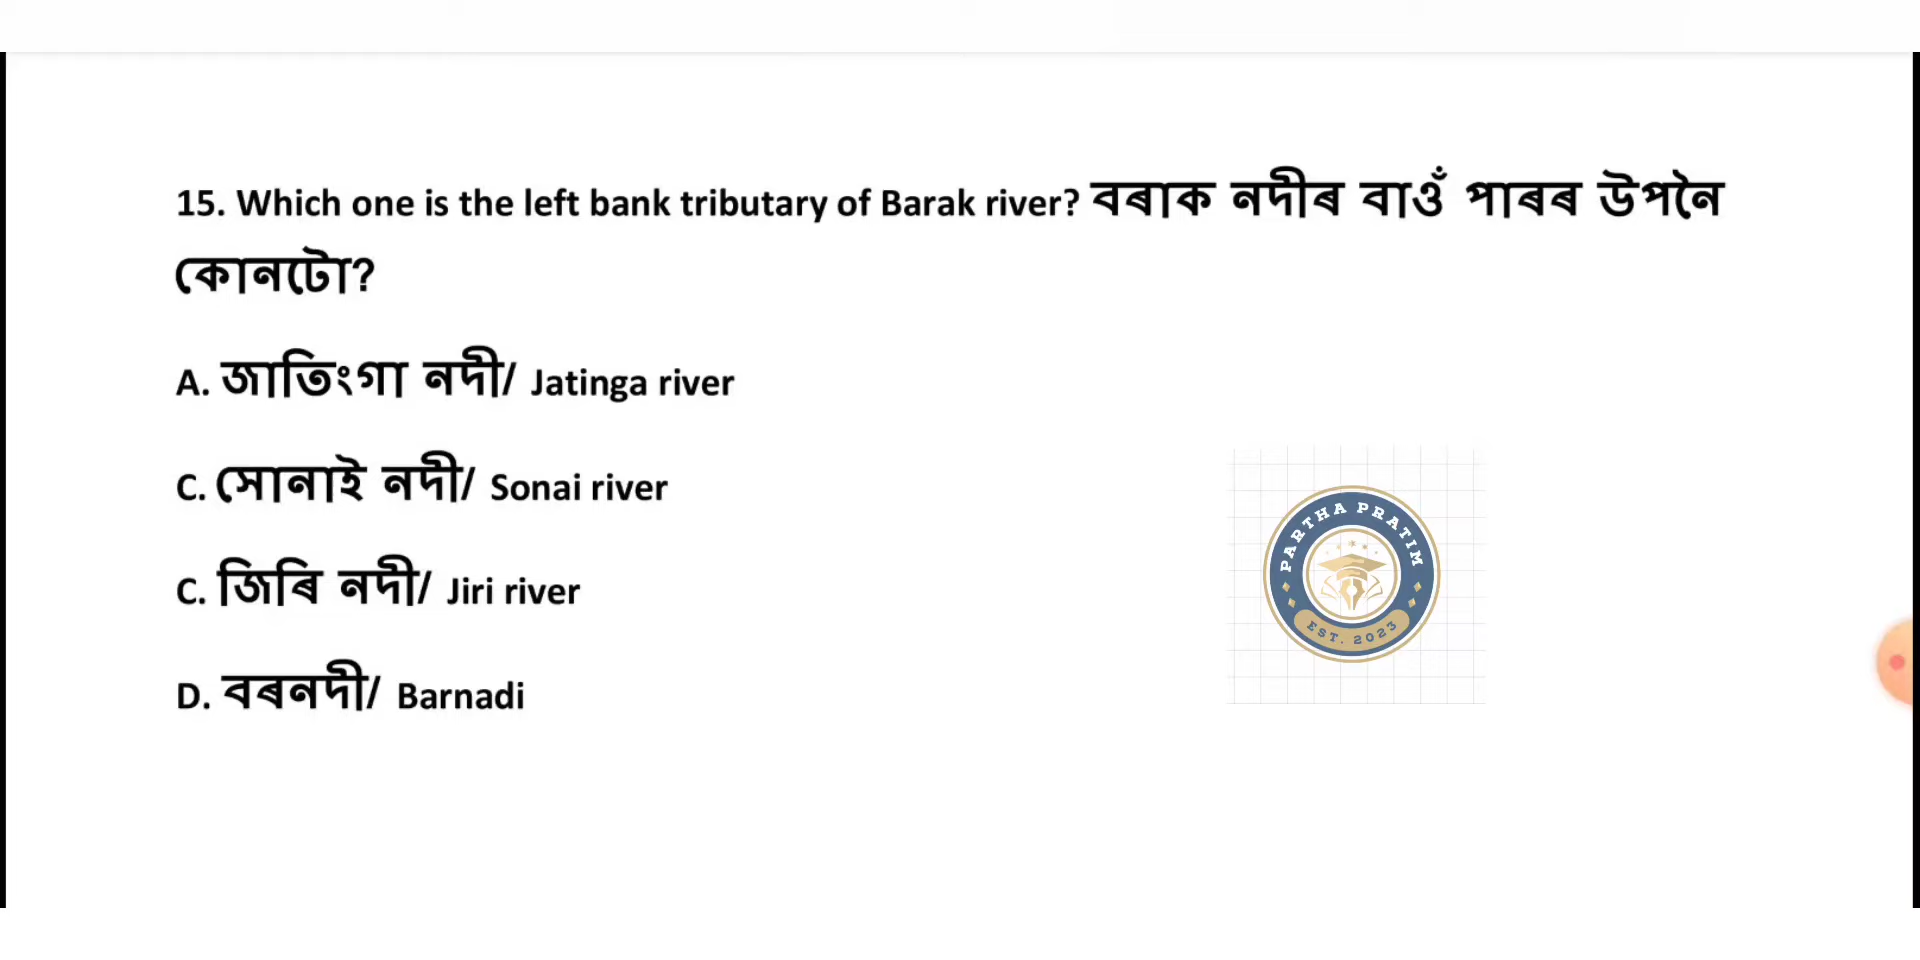 15. Which one is the left bank tributary of Barak river? বৰাক নদীৰ বাওঁ পাৰৰ উপনৈ
কোনটো?
A. জাতিংগা নদী/ Jatinga river
C. সোনাই নদী/ Sonai river
C. জিৰি নদী/ Jiri river
D. বৰনদী/ Barnadi
PARTHA PRATIM
EST. 2023